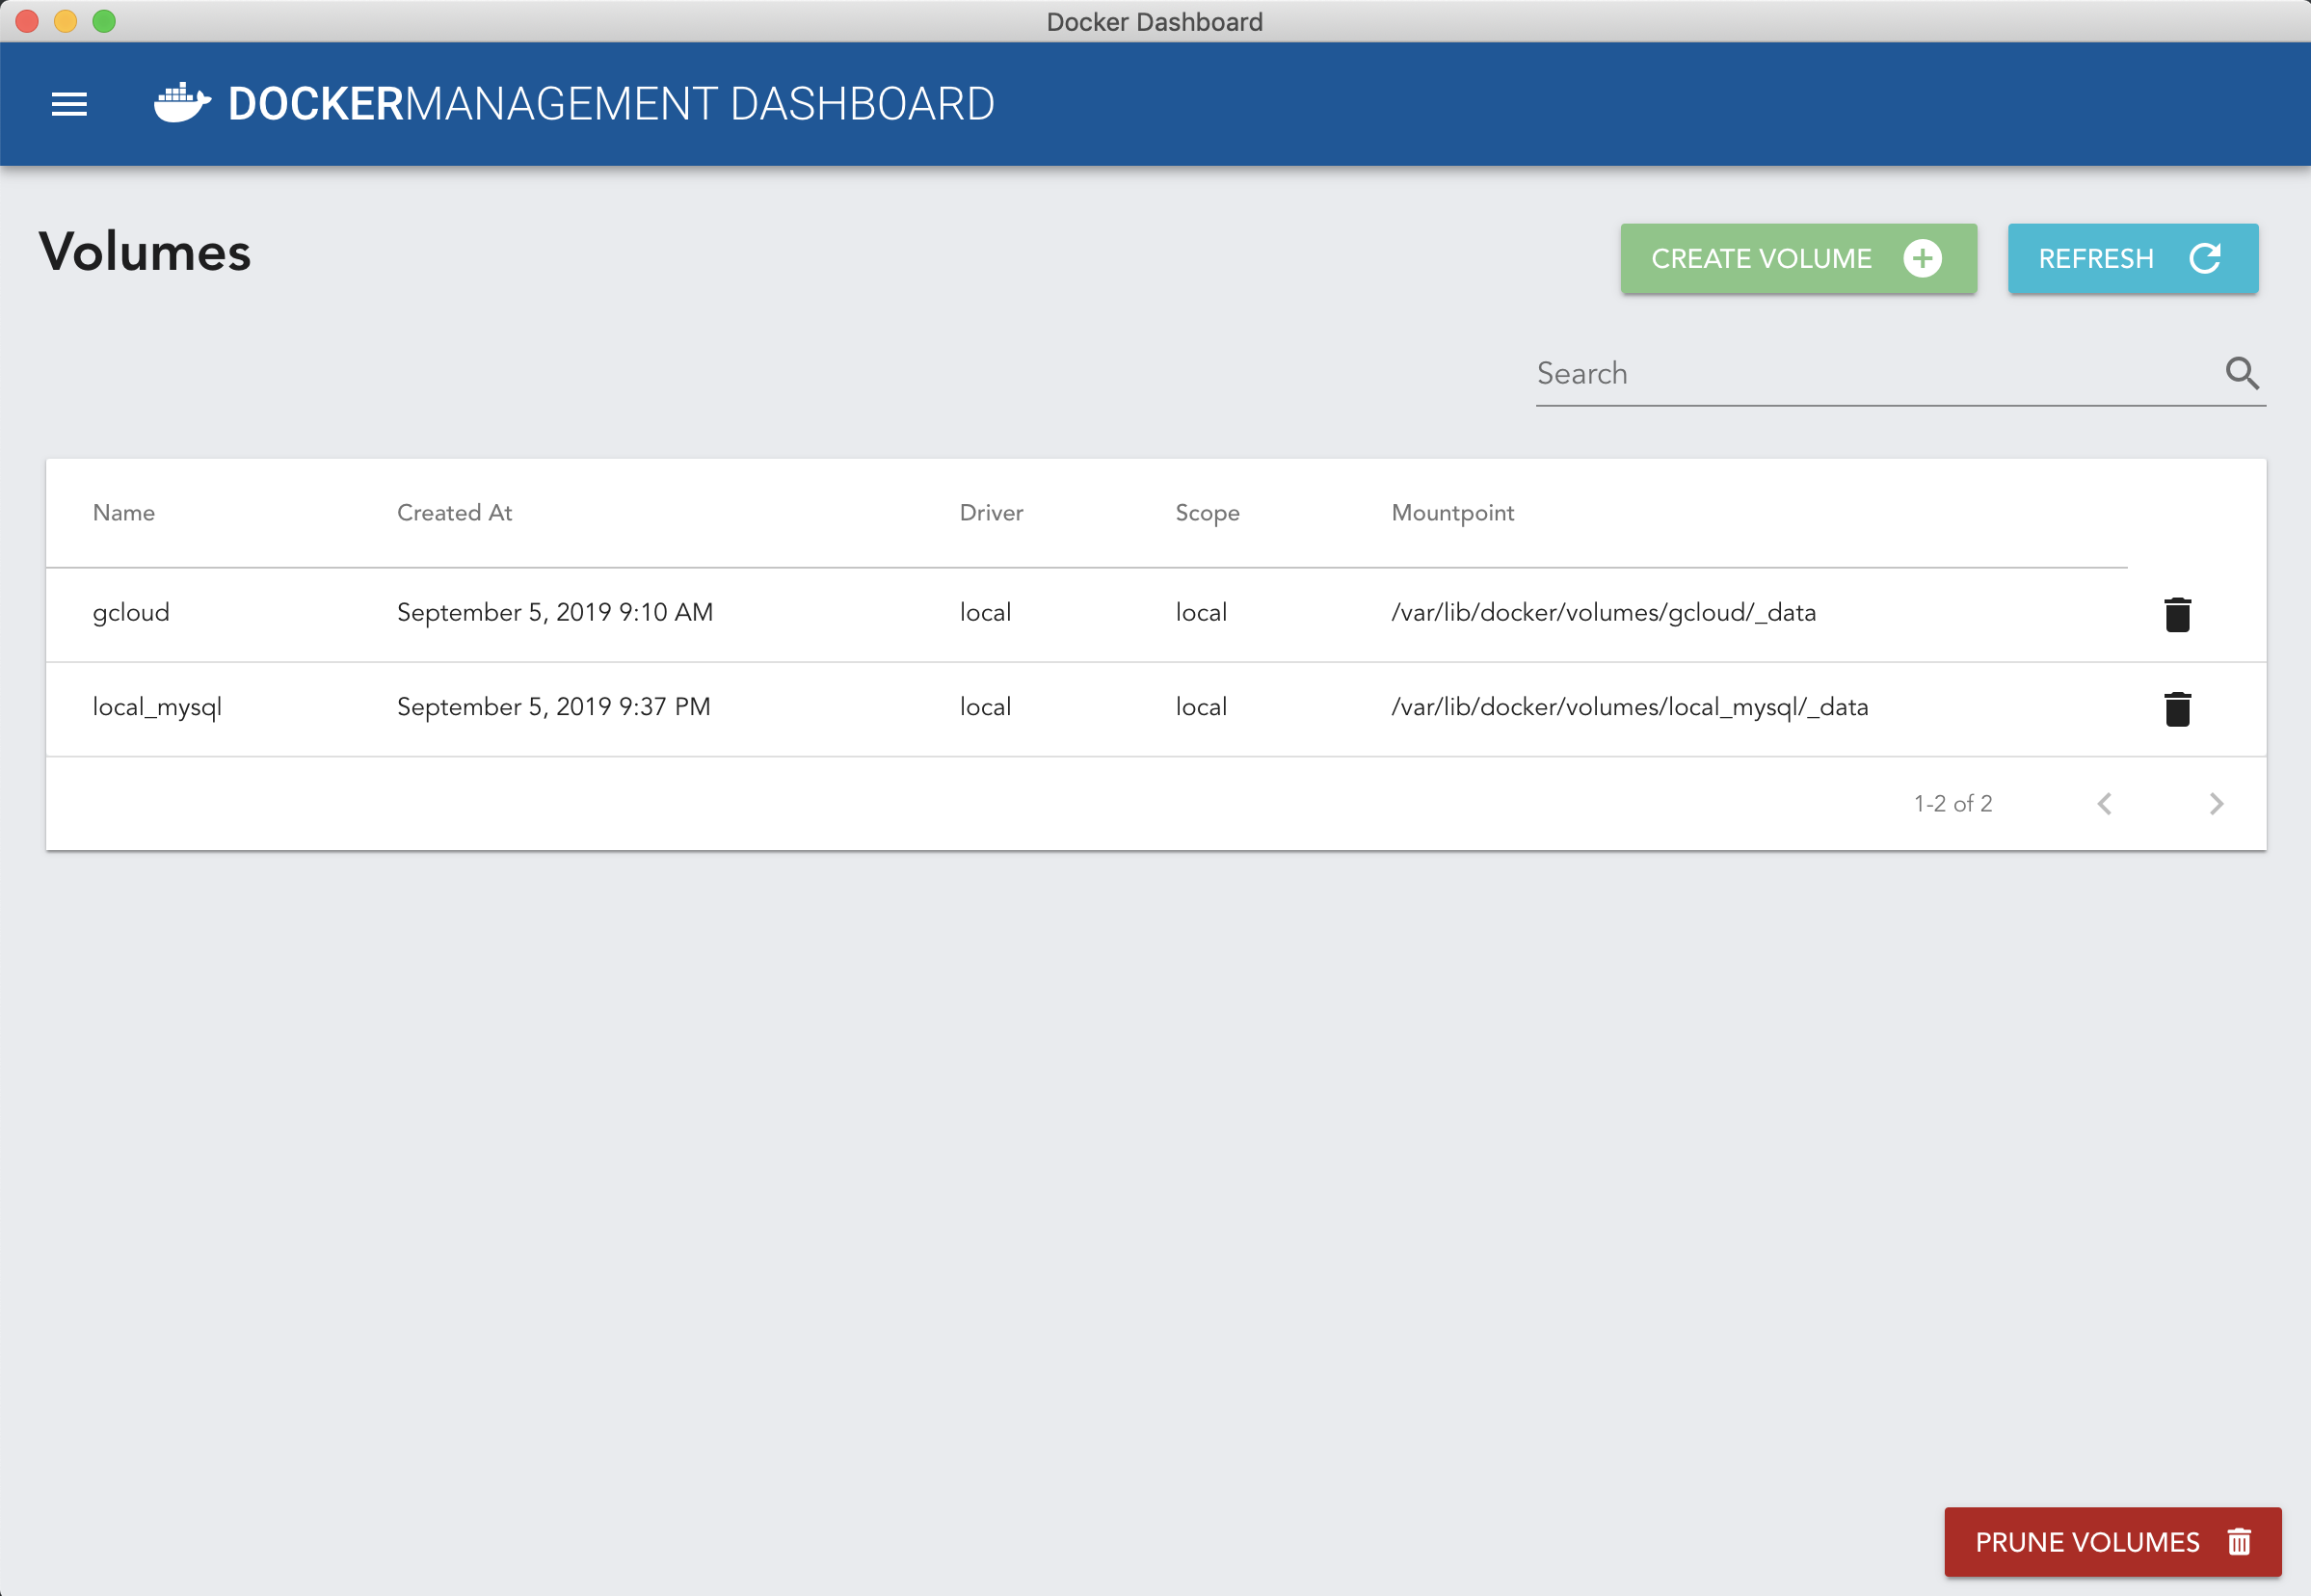 Docker Dashboard
DOCKERMANAGEMENT DASHBOARD
Volumes
CREATE VOLUME
REFRESH
Search
Name Created At Driver Scope Mountpoint
gcloud September 5, 2019 9:10 AM local local /var/lib/docker/volumes/gcloud/_data
local_mysql September 5, 2019 9:37 PM local local /var/lib/docker/volumes/local_mysql/_data
1-2 of 2
PRUNE VOLUMES